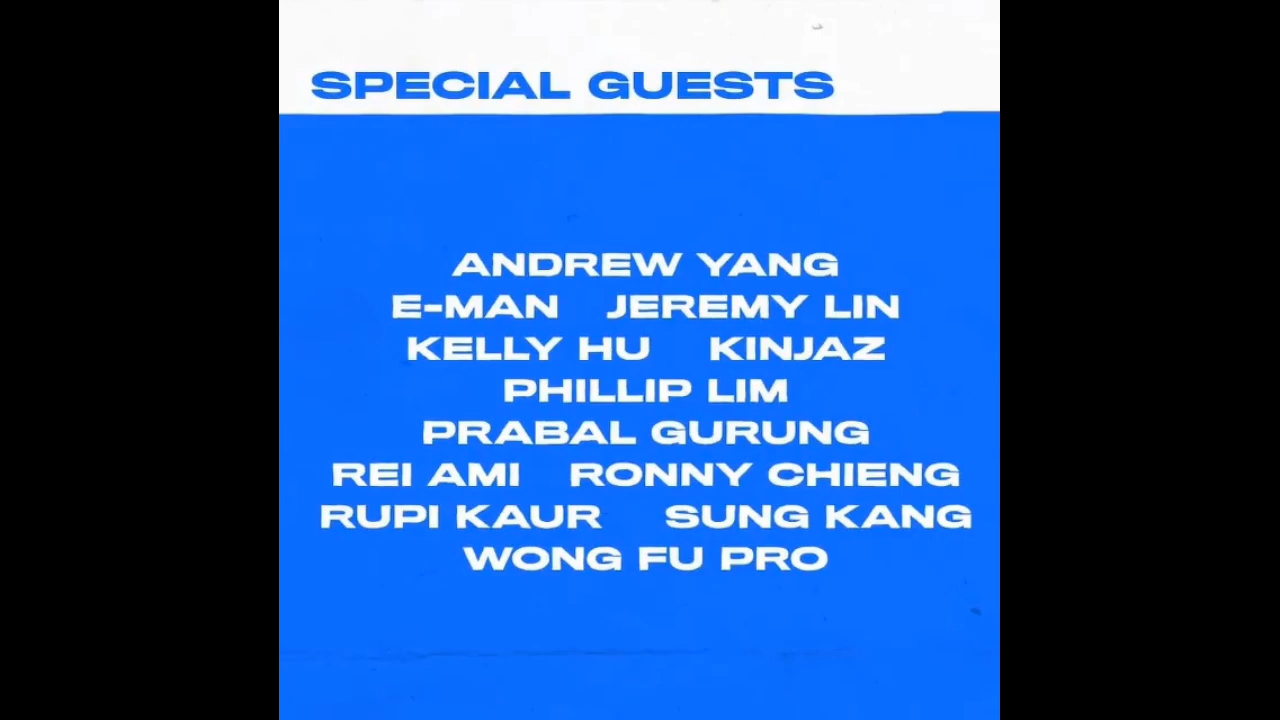 SPECIAL GUESTS
ANDREW YANG
E-MAN JEREMY LIN
KELLY HU KINJAZ
PHILLIP LIM
PRABAL GURUNG
REI AMI RONNY CHIENG
RUPI KAUR SUNG KANG
WONG FU PRO